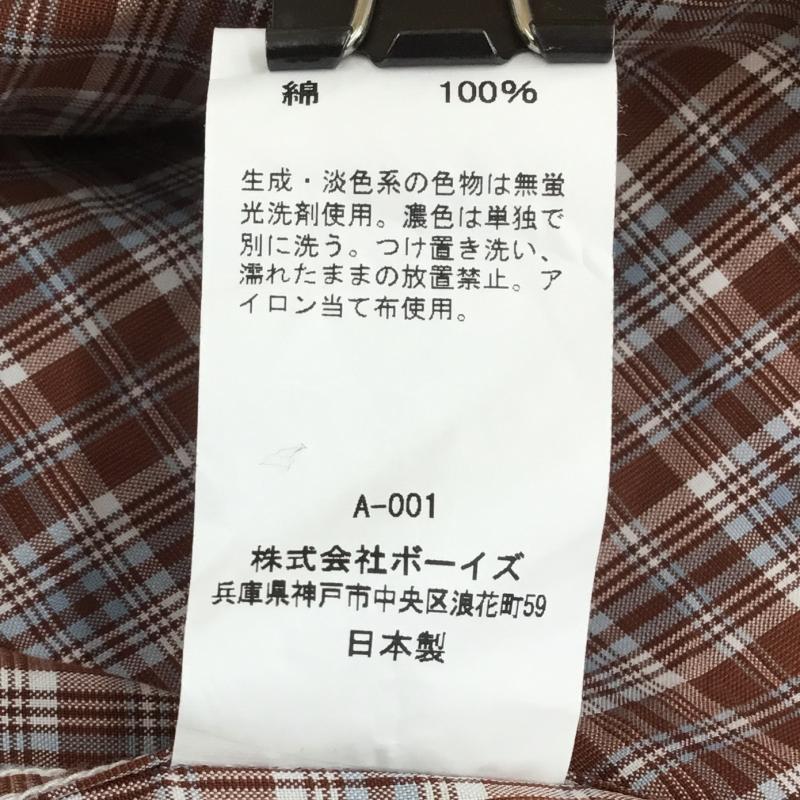 綿 100%
生成・淡色系の色物は無蛍
光洗剤使用。濃色は単独で
別に洗う。つけ置き洗い、
濡れたままの放置禁止。ア
イロン当て布使用。
A-001
株式会社ボーイズ
兵庫県神戸市中央区浪花町59
日本製